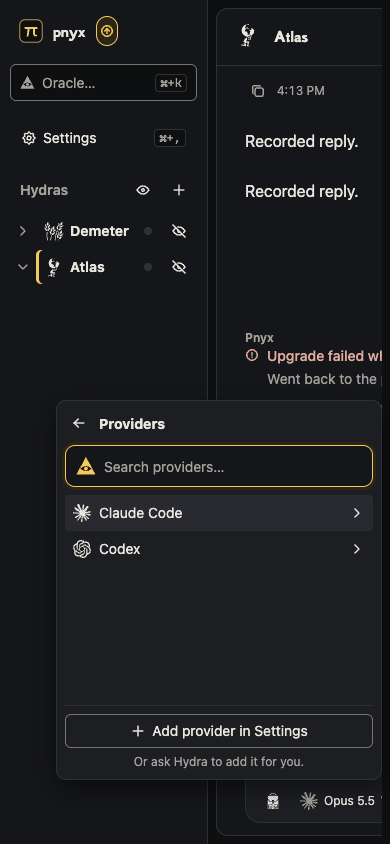 π pnyx
Oracle... ⌘+k
Settings ⌘+,
Hydras
Demeter
Atlas
Atlas
4:13 PM
Recorded reply.
Recorded reply.
Pnyx
Upgrade failed
Went back to the
Providers
Search providers...
Claude Code
Codex
Add provider in Settings
Or ask Hydra to add it for you.
Opus 5.5